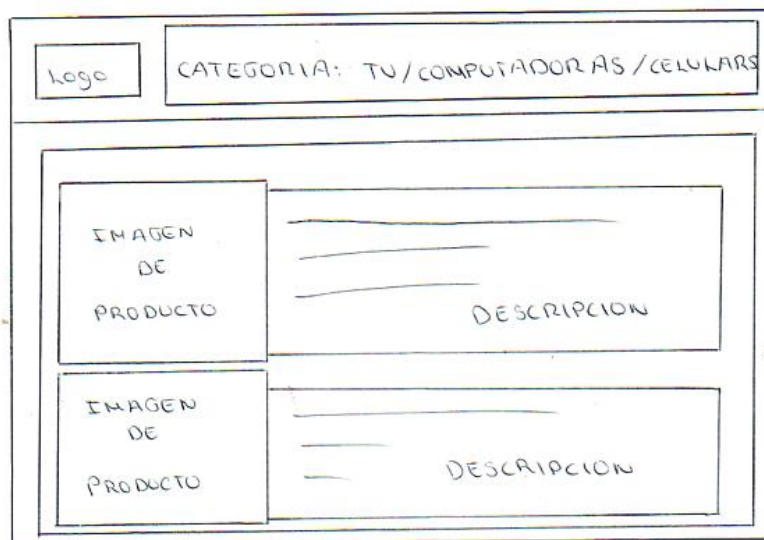 Logo
CATEGORIA: TV/COMPUTADORAS/CELULARS
IMAGEN
DE
PRODUCTO
DESCRIPCION
IMAGEN
DE
PRODUCTO
DESCRIPCION